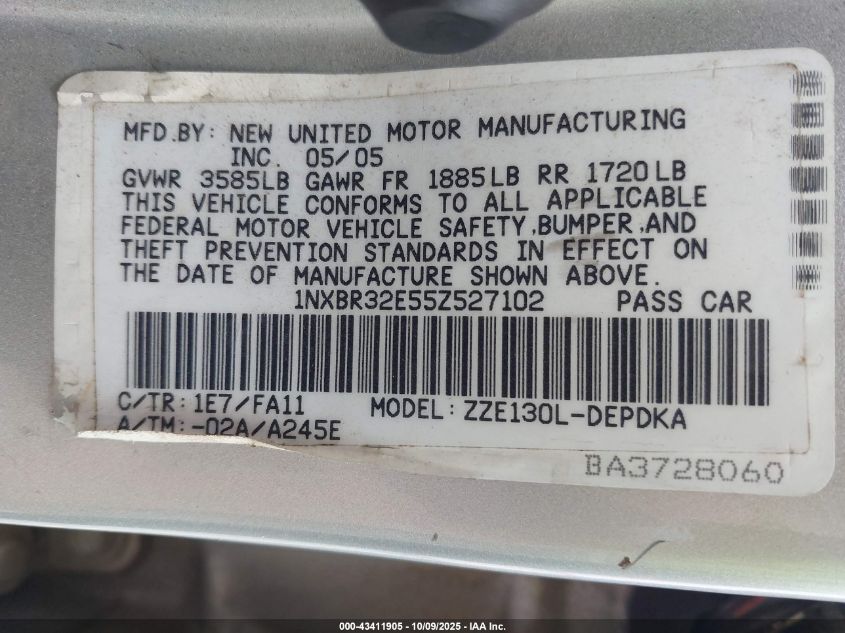 MFD.BY: NEW UNITED MOTOR MANUFACTURING
INC. 05/05
GVWR 3585LB GAWR FR 1885LB RR 1720LB
THIS VEHICLE CONFORMS TO ALL APPLICABLE
FEDERAL MOTOR VEHICLE SAFETY,BUMPER,AND
THEFT PREVENTION STANDARDS IN EFFECT ON
THE DATE OF MANUFACTURE SHOWN ABOVE.
1NXBR32E55Z527102 PASS CAR
C/TR:1E7/FA11 MODEL:ZZE130L-DEPDKA
A/TM:-02A/A245E
BA3728060
000-43411905 - 10/09/2025 - IAA Inc.